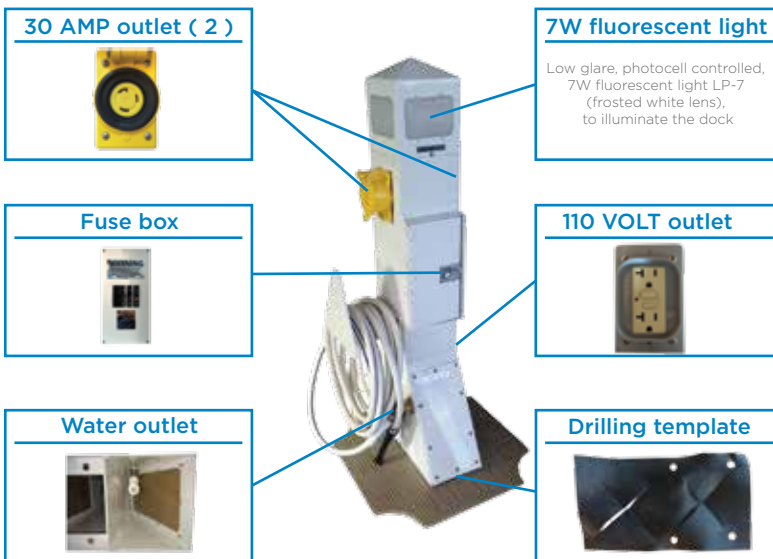 30 AMP outlet ( 2 )
7W fluorescent light
Low glare, photocell controlled,
7W fluorescent light LP-7
(frosted white lens),
to illuminate the dock
Fuse box
WARNING
110 VOLT outlet
Water outlet
Drilling template